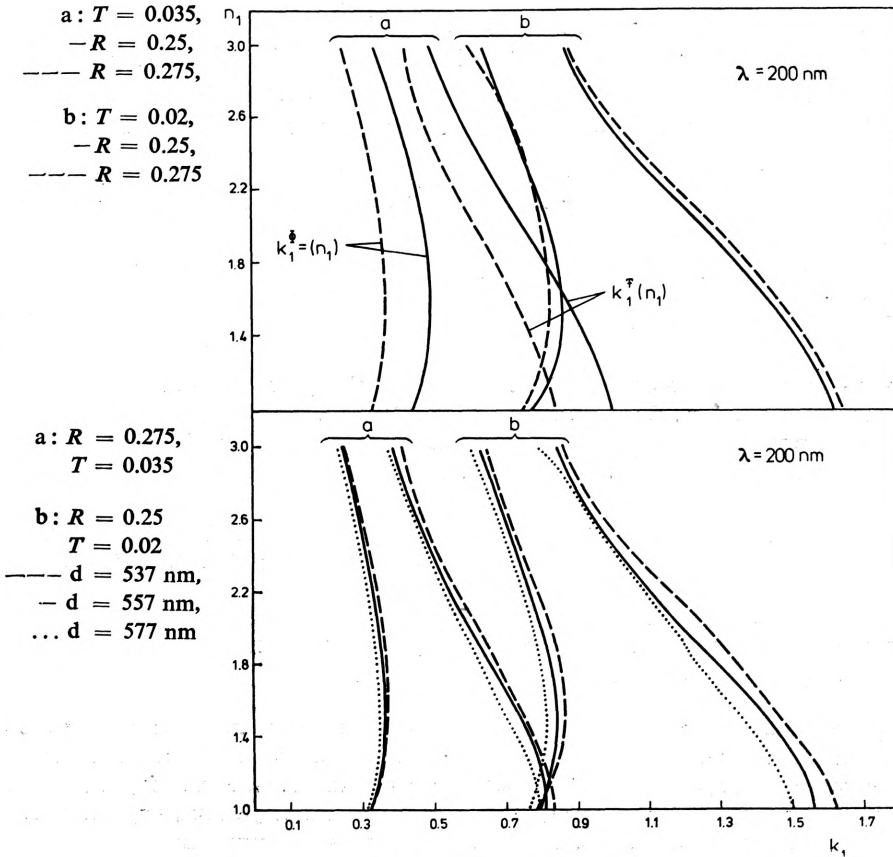 a: T = 0.035,
— R = 0.25,
--- R = 0.275,
b: T = 0.02,
— R = 0.25,
--- R = 0.275
n₁
a
b
3.0
λ = 200 nm
2.6
2.2
k₁^Φ = (n₁)
1.8
k₁^T (n₁)
1.4
a: R = 0.275,
T = 0.035
b: R = 0.25
T = 0.02
--- d = 537 nm,
— d = 557 nm,
... d = 577 nm
a
b
3.0
λ = 200 nm
2.6
2.2
1.8
1.4
1.0
0.1 0.3 0.5 0.7 0.9 1.1 1.3 1.5 1.7
k₁